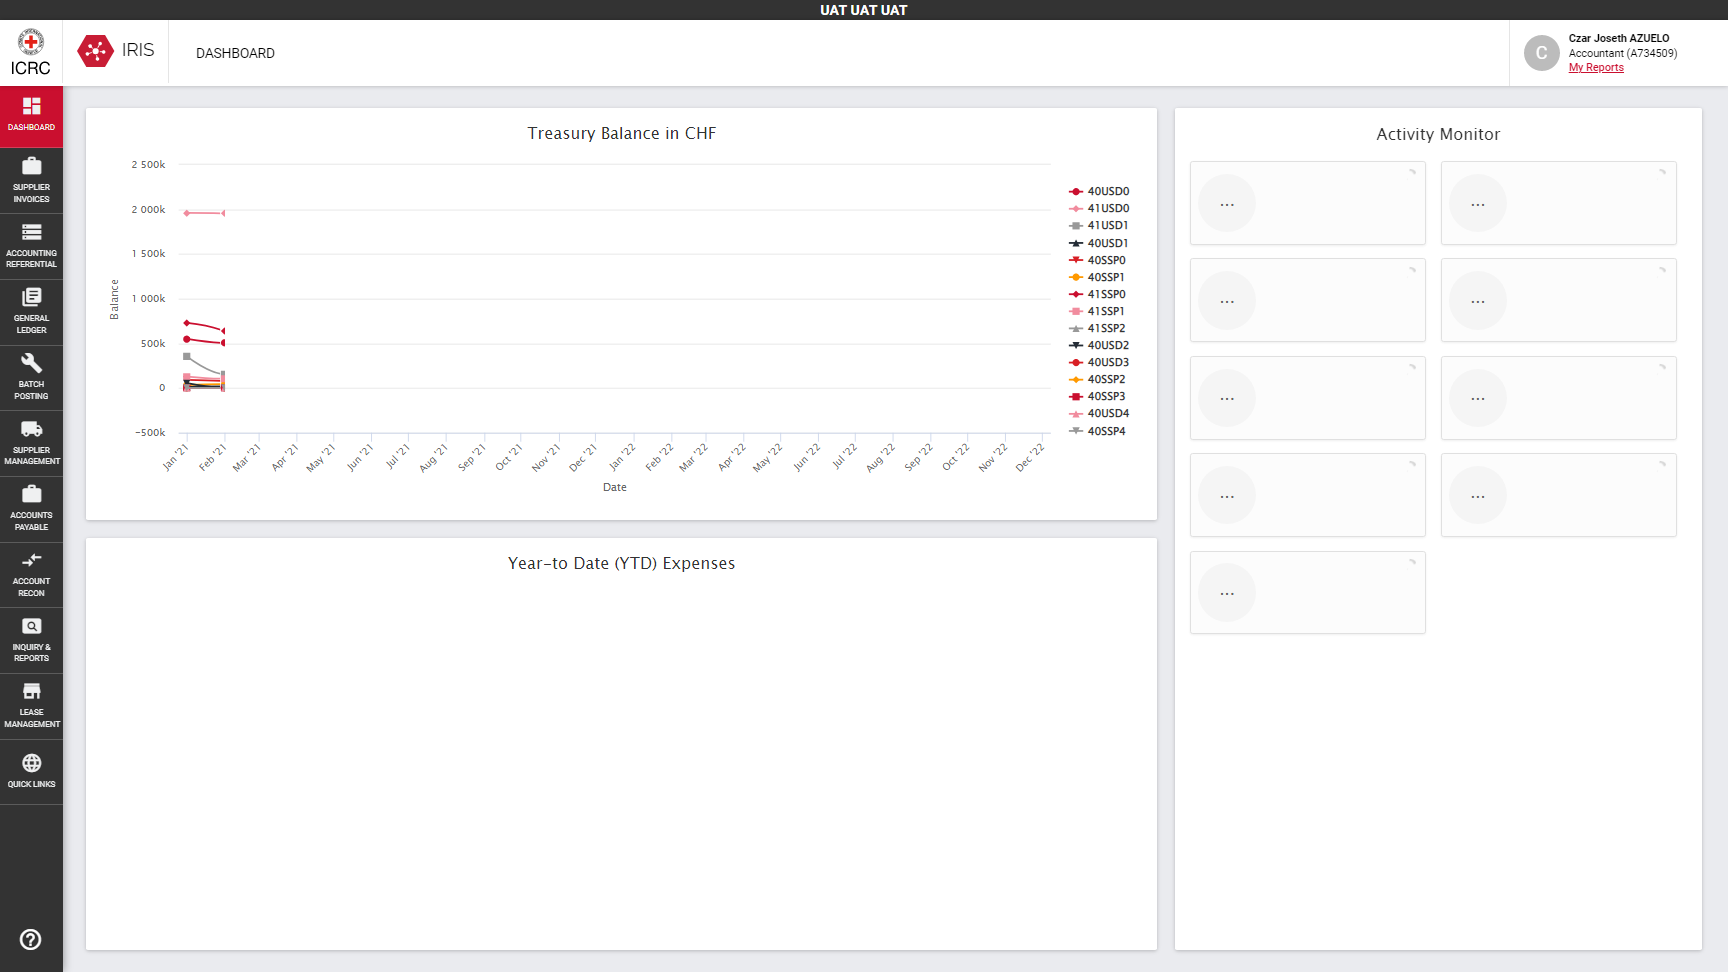 UAT UAT UAT
ICRC
IRIS
DASHBOARD
C
Czar Joseth AZUELO
Accountant (A734509)
My Reports
DASHBOARD
SUPPLIER
INVOICES
ACCOUNTING
REFERENTIAL
GENERAL
LEDGER
BATCH
POSTING
SUPPLIER
MANAGEMENT
ACCOUNTS
PAYABLE
ACCOUNT
RECON
INQUIRY &
REPORTS
LEASE
MANAGEMENT
QUICK LINKS
Treasury Balance in CHF
2 500k
2 000k
1 500k
1 000k
500k
0
−500k
Balance
Jan '21
Feb '21
Mar '21
Apr '21
May '21
Jun '21
Jul '21
Aug '21
Sep '21
Oct '21
Nov '21
Dec '21
Jan '22
Feb '22
Mar '22
Apr '22
May '22
Jun '22
Jul '22
Aug '22
Sep '22
Oct '22
Nov '22
Dec '22
Date
40USD0
41USD0
41USD1
40USD1
40SSP0
40SSP1
41SSP0
41SSP1
41SSP2
40USD2
40USD3
40SSP2
40SSP3
40USD4
40SSP4
Year-to Date (YTD) Expenses
Activity Monitor
...
...
...
...
...
...
...
...
...